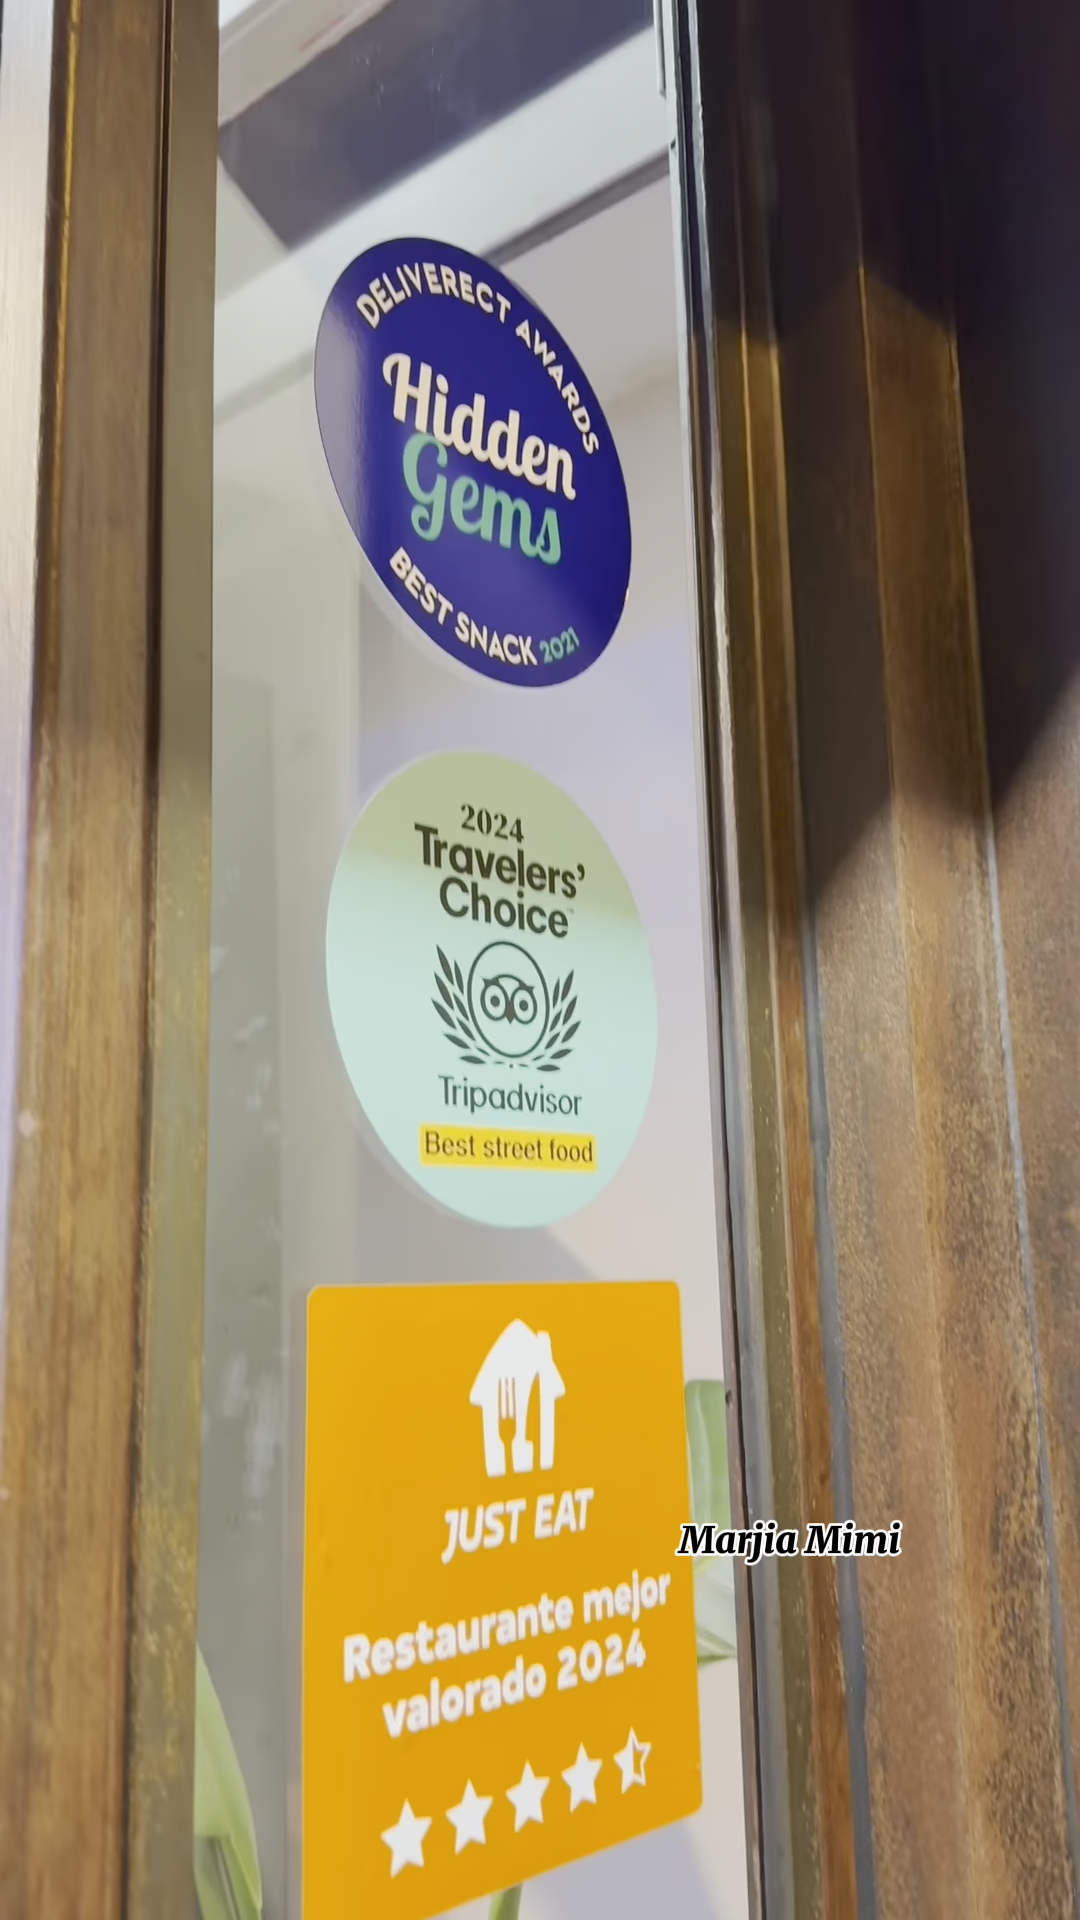 DELIVERECT AWARDS
Hidden
Gems
BEST SNACK 2021
2024
Travelers’
Choice
Tripadvisor
Best street food
JUST EAT
Restaurante mejor
valorado 2024
Marjia Mimi